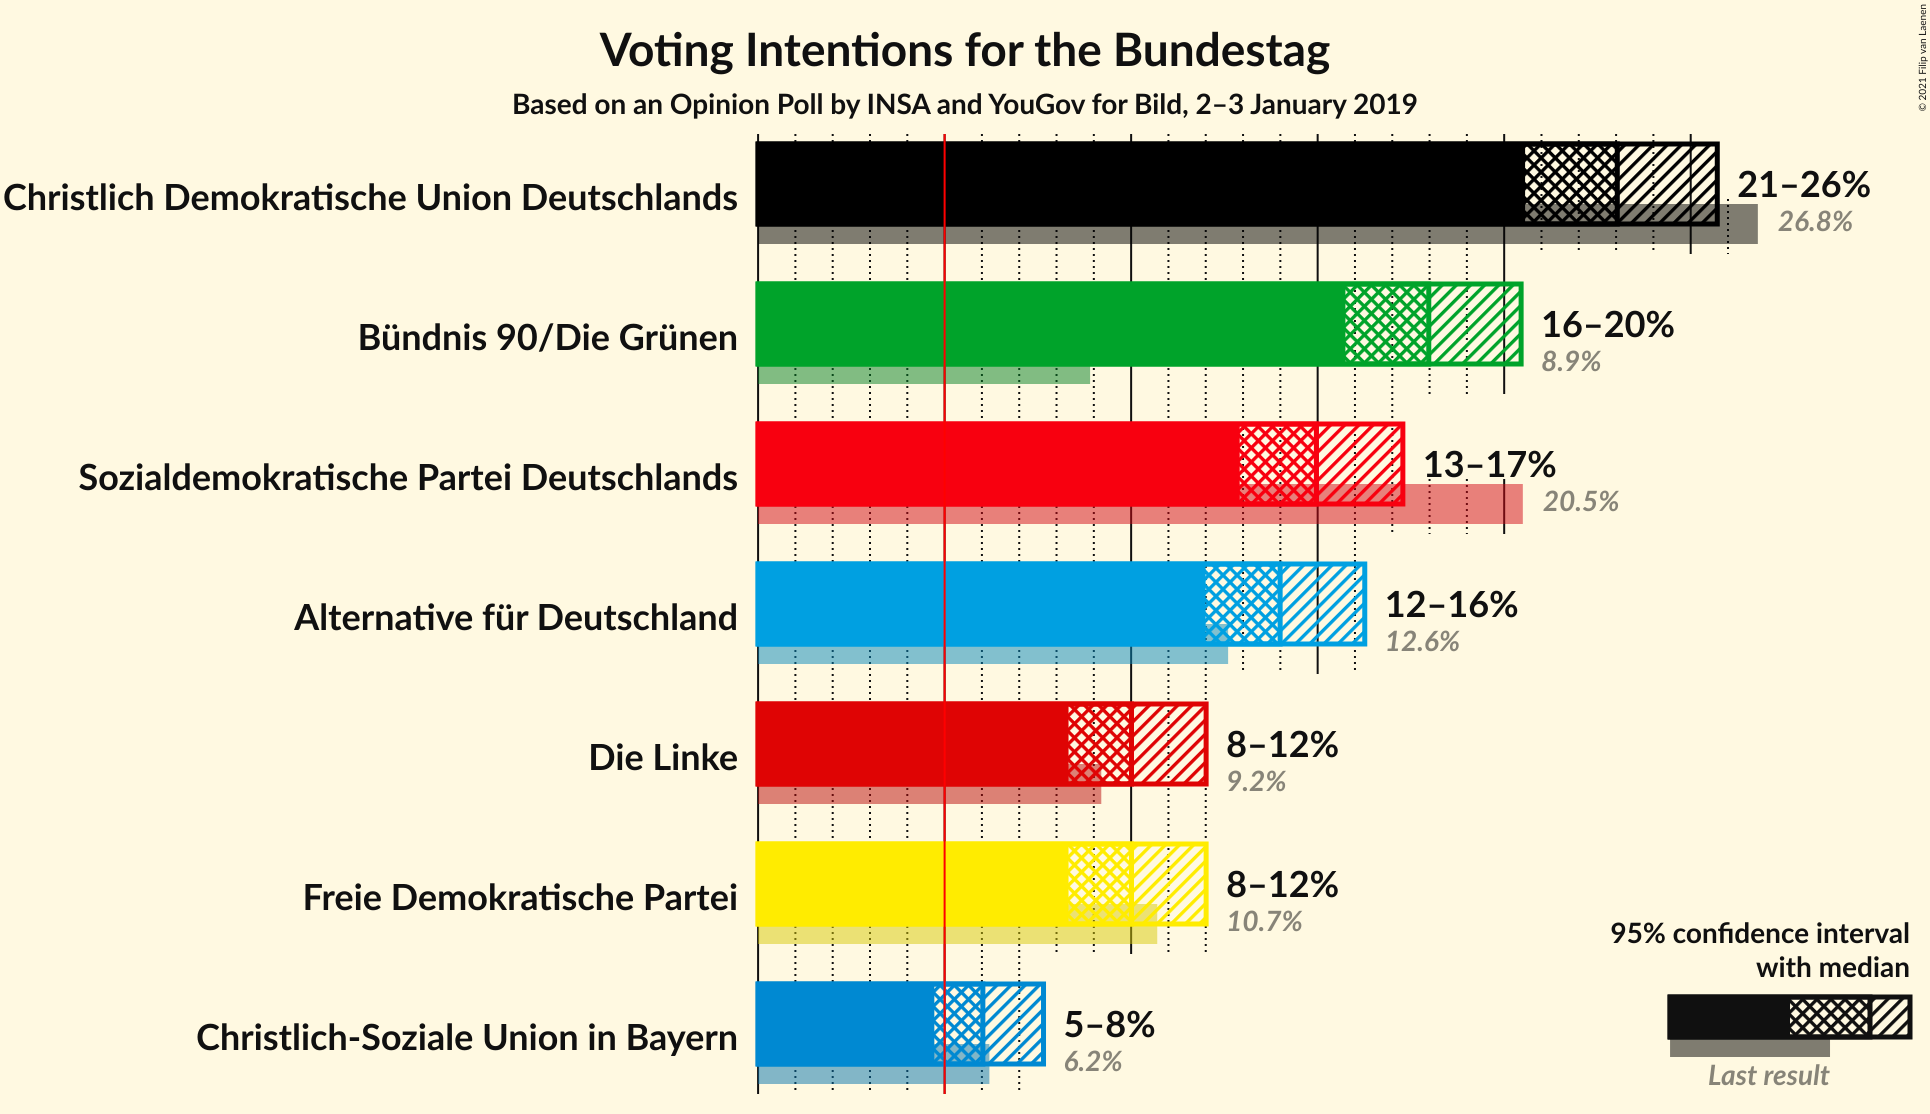 Voting Intentions for the Bundestag
Based on an Opinion Poll by INSA and YouGov for Bild, 2–3 January 2019
© 2021 Filip van Laenen
Christlich Demokratische Union Deutschlands
21–26%
26.8%
Bündnis 90/Die Grünen
16–20%
8.9%
Sozialdemokratische Partei Deutschlands
13–17%
20.5%
Alternative für Deutschland
12–16%
12.6%
Die Linke
8–12%
9.2%
Freie Demokratische Partei
8–12%
10.7%
Christlich-Soziale Union in Bayern
5–8%
6.2%
95% confidence interval
with median
Last result